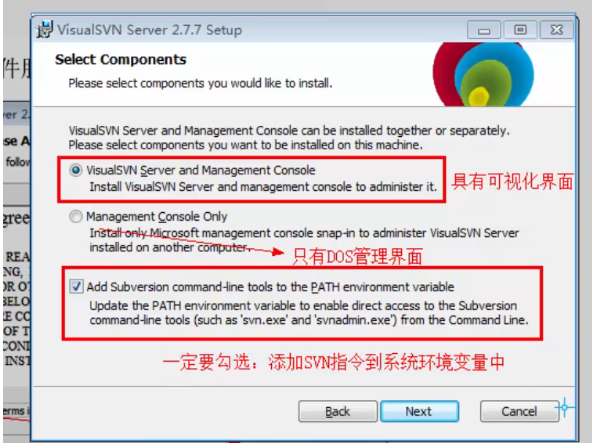 VisualSVN Server 2.7.7 Setup
Select Components
Please select components you would like to install.
VisualSVN Server and Management Console can be installed together or separately.
Please select components you want to be installed on this machine.
VisualSVN Server and Management Console
Install VisualSVN Server and management console to administer it.
具有可视化界面
Management Console Only
Install only Microsoft management console snap-in to administer VisualSVN Server
installed on another computer.
只有DOS管理界面
Add Subversion command-line tools to the PATH environment variable
Update the PATH environment variable to enable direct access to the Subversion
command-line tools (such as 'svn.exe' and 'svnadmin.exe') from the Command Line.
一定要勾选：添加SVN指令到系统环境变量中
Back
Next
Cancel
件
ver 2.
se A
follow
gree
REA
NG,
OR O
BELO
RE CO
OF T
CONI
INST
erms i